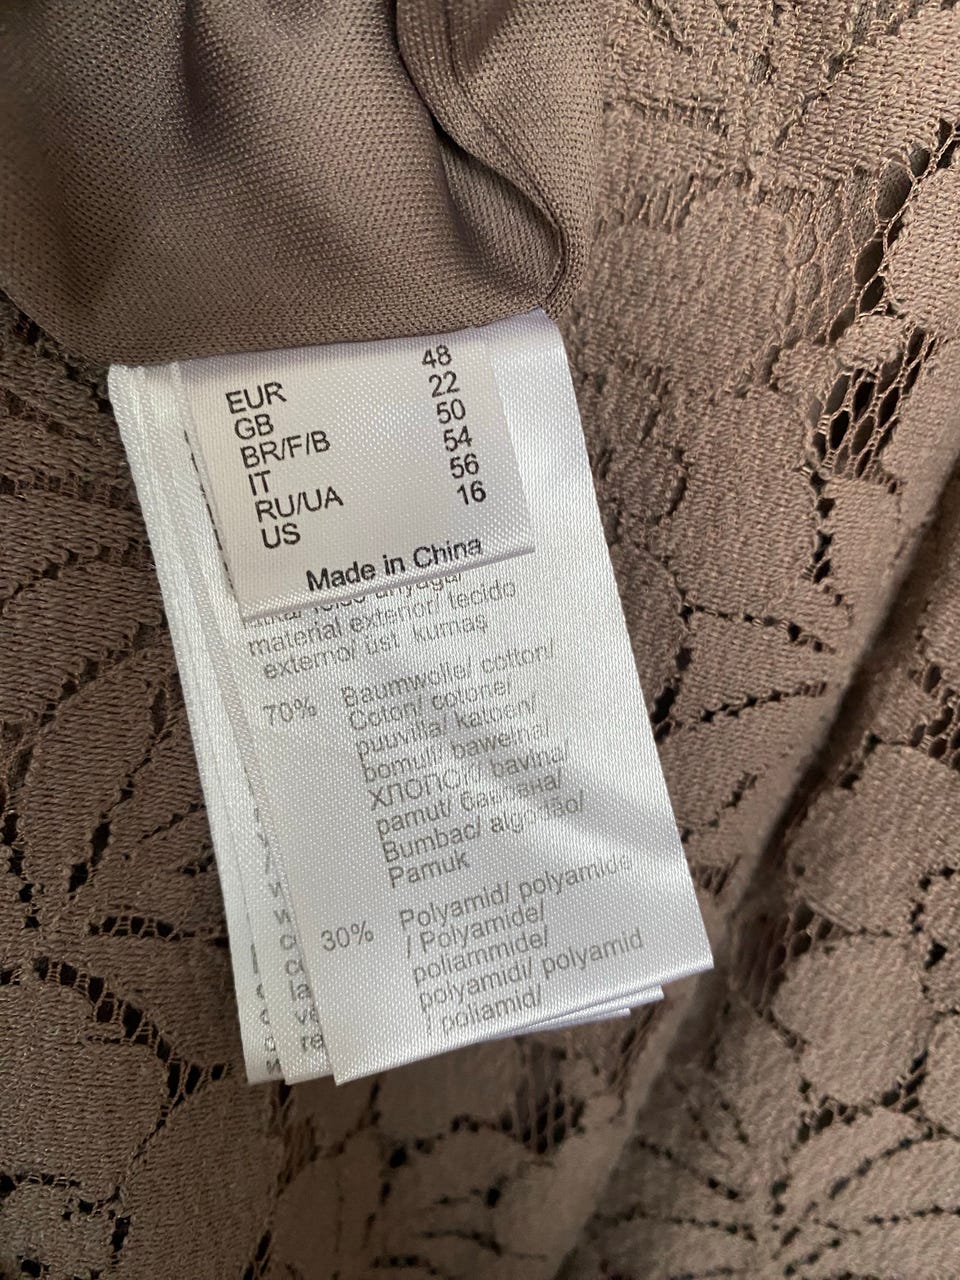 EUR 48
GB 22
BR/F/B 50
IT 54
RU/UA 56
US 16
Made in China
material exterior/ tecido
externo/ üst kumaş
70% Baumwolle/ cotton/
Coton/ cotone/
puuvilla/ katoen/
bomull/ bawełna/
хлопок/ bavlna/
pamut/ бавовна/
Bumbac/ algodão/
Pamuk
30% Polyamid/ polyamide
/ Polyamide/
poliammide/
polyamidi/ polyamid
/ poliamid/